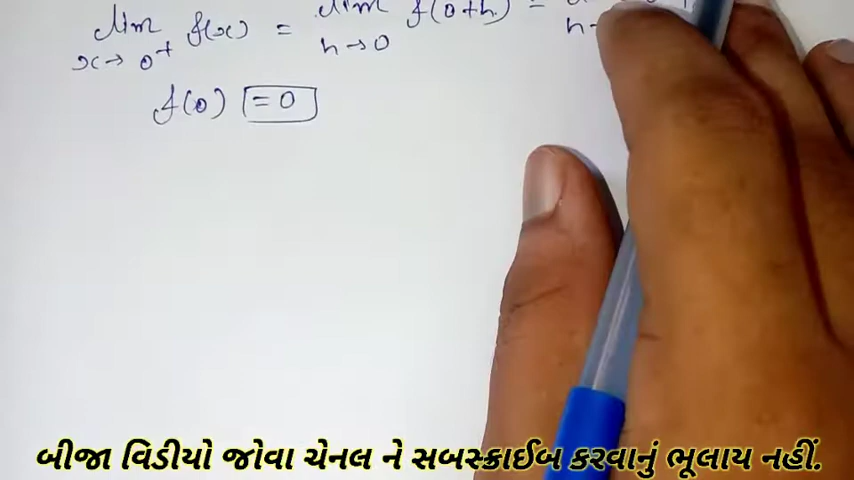 lim f(x) = lim f(0+h) =
x→0⁺ h→0 h→
f(0) = 0
બીજા વિડીયો જોવા ચેનલ ને સબસ્ક્રાઈબ કરવાનું ભૂલાય નહીં.